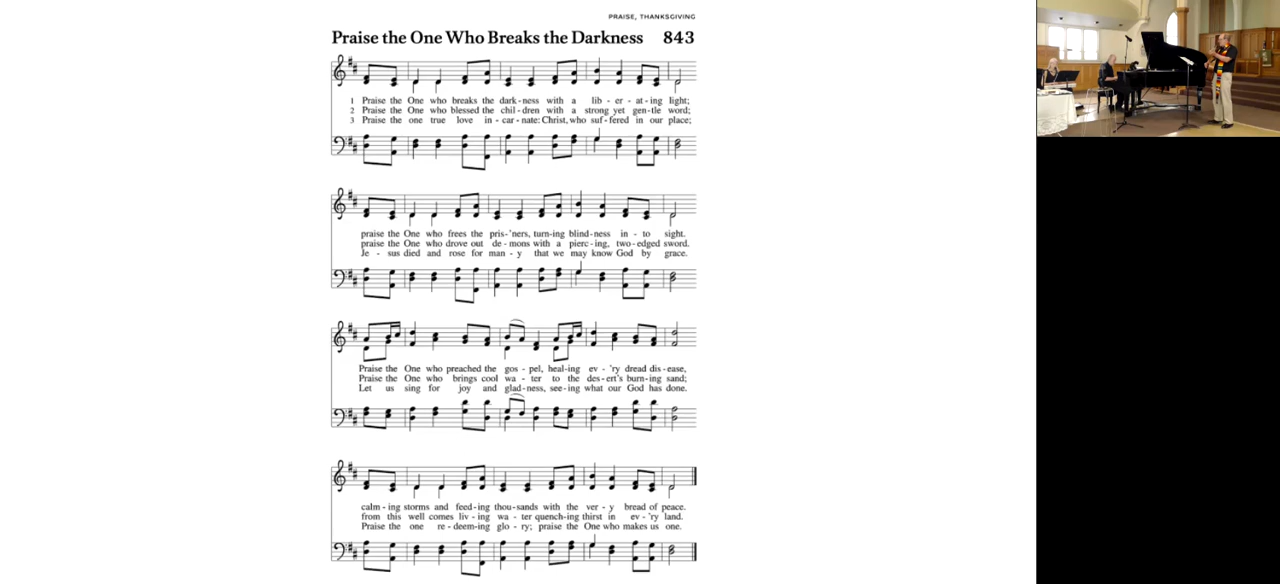 PRAISE, THANKSGIVING
Praise the One Who Breaks the Darkness 843
1 Praise the One who breaks the dark - ness with a lib - er - at - ing light;
2 Praise the One who blessed the chil - dren with a strong yet gen - tle word;
3 Praise the one true love in - car - nate: Christ, who suf - fered in our place;
praise the One who frees the pris - 'ners, turn - ing blind - ness in - to sight.
praise the One who drove out de - mons with a pierc - ing, two - edged sword.
Je - sus died and rose for man - y that we may know God by grace.
Praise the One who preached the gos - pel, heal - ing ev - 'ry dread dis - ease,
Praise the One who brings cool wa - ter to the des - ert's burn - ing sand;
Let us sing for joy and glad - ness, see - ing what our God has done.
calm - ing storms and feed - ing thou - sands with the ver - y bread of peace.
from this well comes liv - ing wa - ter quench - ing thirst in ev - 'ry land.
Praise the one re - deem - ing glo - ry; praise the One who makes us one.